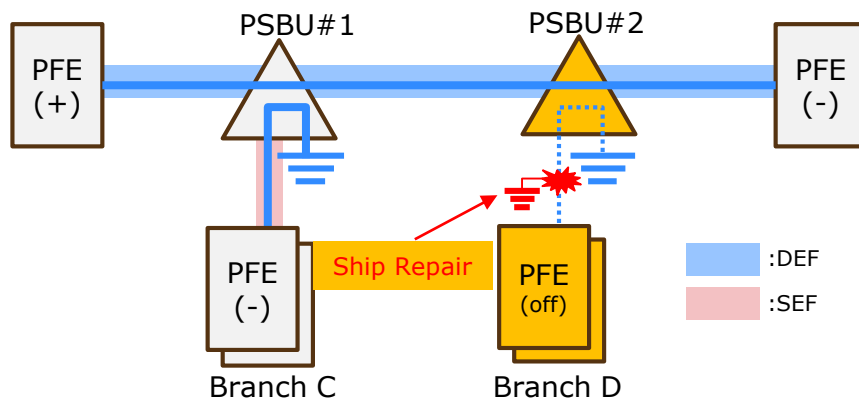 PSBU#1
PSBU#2
PFE
(+)
PFE
(-)
PFE
(-)
Ship Repair
PFE
(off)
:DEF
:SEF
Branch C
Branch D